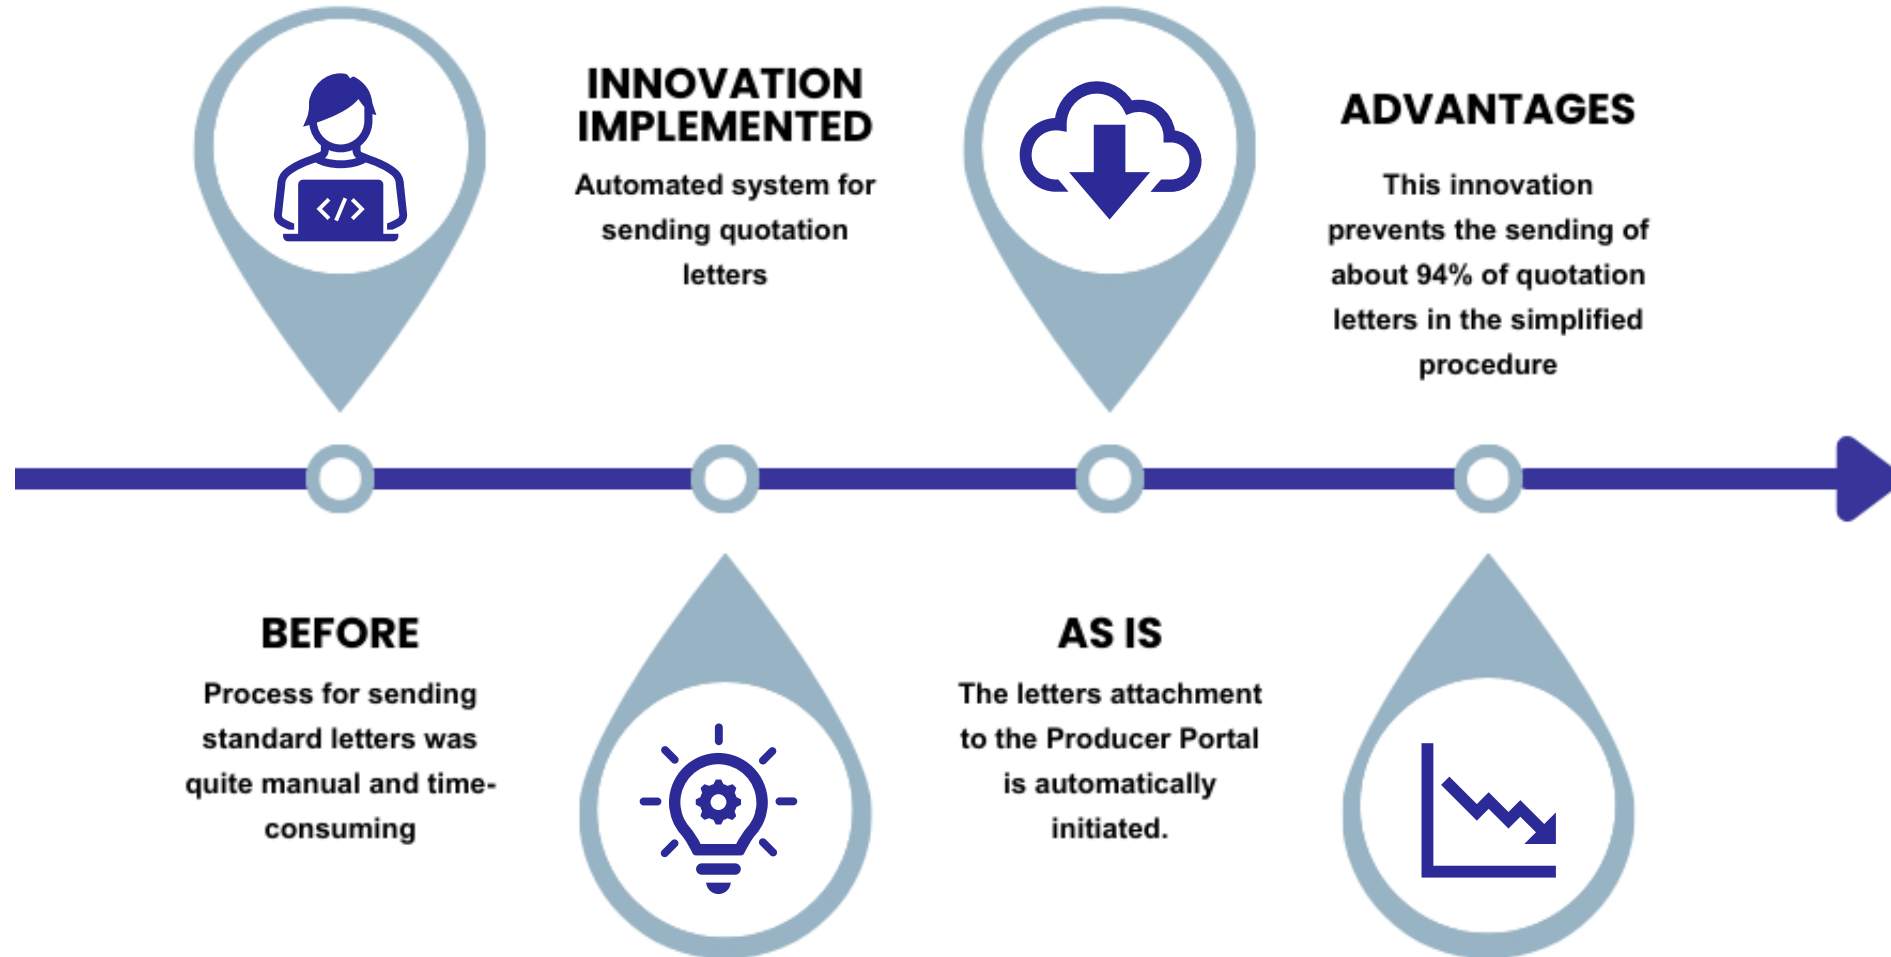 BEFORE
Process for sending
standard letters was
quite manual and time-
consuming
INNOVATION
IMPLEMENTED
Automated system for
sending quotation
letters
AS IS
The letters attachment
to the Producer Portal
is automatically
initiated.
ADVANTAGES
This innovation
prevents the sending of
about 94% of quotation
letters in the simplified
procedure